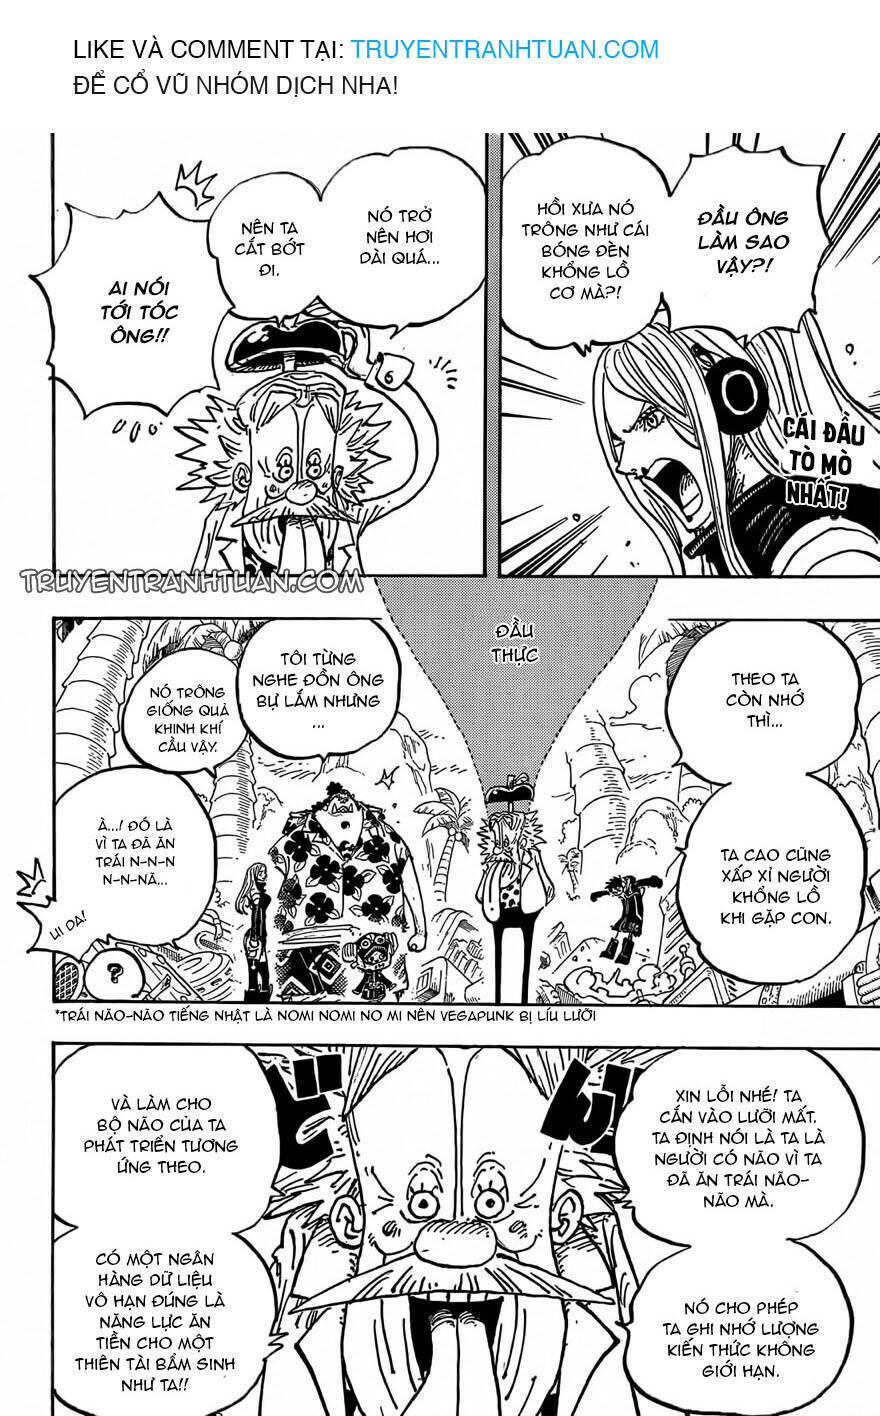 LIKE VÀ COMMENT TẠI: TRUYENTRANHTUAN.COM
ĐỂ CỔ VŨ NHÓM DỊCH NHA!
ĐẦU ÔNG
LÀM SAO
VẬY?!
HỒI XƯA NÓ
TRÔNG NHƯ CÁI
BÓNG ĐÈN
KHỔNG LỒ
CƠ MÀ?!
CÁI ĐẦU
TÒ MÒ
NHẤT!
NÓ TRỞ
NÊN HƠI
DÀI QUÁ...
NÊN TA
CẮT BỚT
ĐI.
AI NÓI
TỚI TÓC
ÔNG!!
6
TRUYENTRANHTUAN.COM
THEO TA
CÒN NHỚ
THÌ...
TA CAO CŨNG
XẤP XỈ NGƯỜI
KHỔNG LỒ
KHI GẶP CON.
ĐẦU
THỰC
TÔI TỪNG
NGHE ĐỒN ÔNG
BỰ LẮM NHƯNG
...
NÓ TRÔNG
GIỐNG QUẢ
KHINH KHÍ
CẦU VẬY.
À...! ĐÓ LÀ
VÌ TA ĐÃ ĂN
TRÁI N-N-N
N-N-NÃ...
UI DA!
?
*TRÁI NÃO-NÃO TIẾNG NHẬT LÀ NOMI NOMI NO MI NÊN VEGAPUNK BỊ LÍU LƯỠI
XIN LỖI NHÉ! TA
CẮN VÀO LƯỠI MẤT.
TA ĐỊNH NÓI LÀ TA LÀ
NGƯỜI CÓ NÃO VÌ TA
ĐÃ ĂN TRÁI NÃO-
NÃO MÀ.
NÓ CHO PHÉP
TA GHI NHỚ LƯỢNG
KIẾN THỨC KHÔNG
GIỚI HẠN.
VÀ LÀM CHO
BỘ NÃO CỦA TA
PHÁT TRIỂN TƯƠNG
ỨNG THEO.
CÓ MỘT NGÂN
HÀNG DỮ LIỆU
VÔ HẠN ĐÚNG LÀ
NĂNG LỰC ĂN
TIỀN CHO MỘT
THIÊN TÀI BẨM SINH
NHƯ TA!!